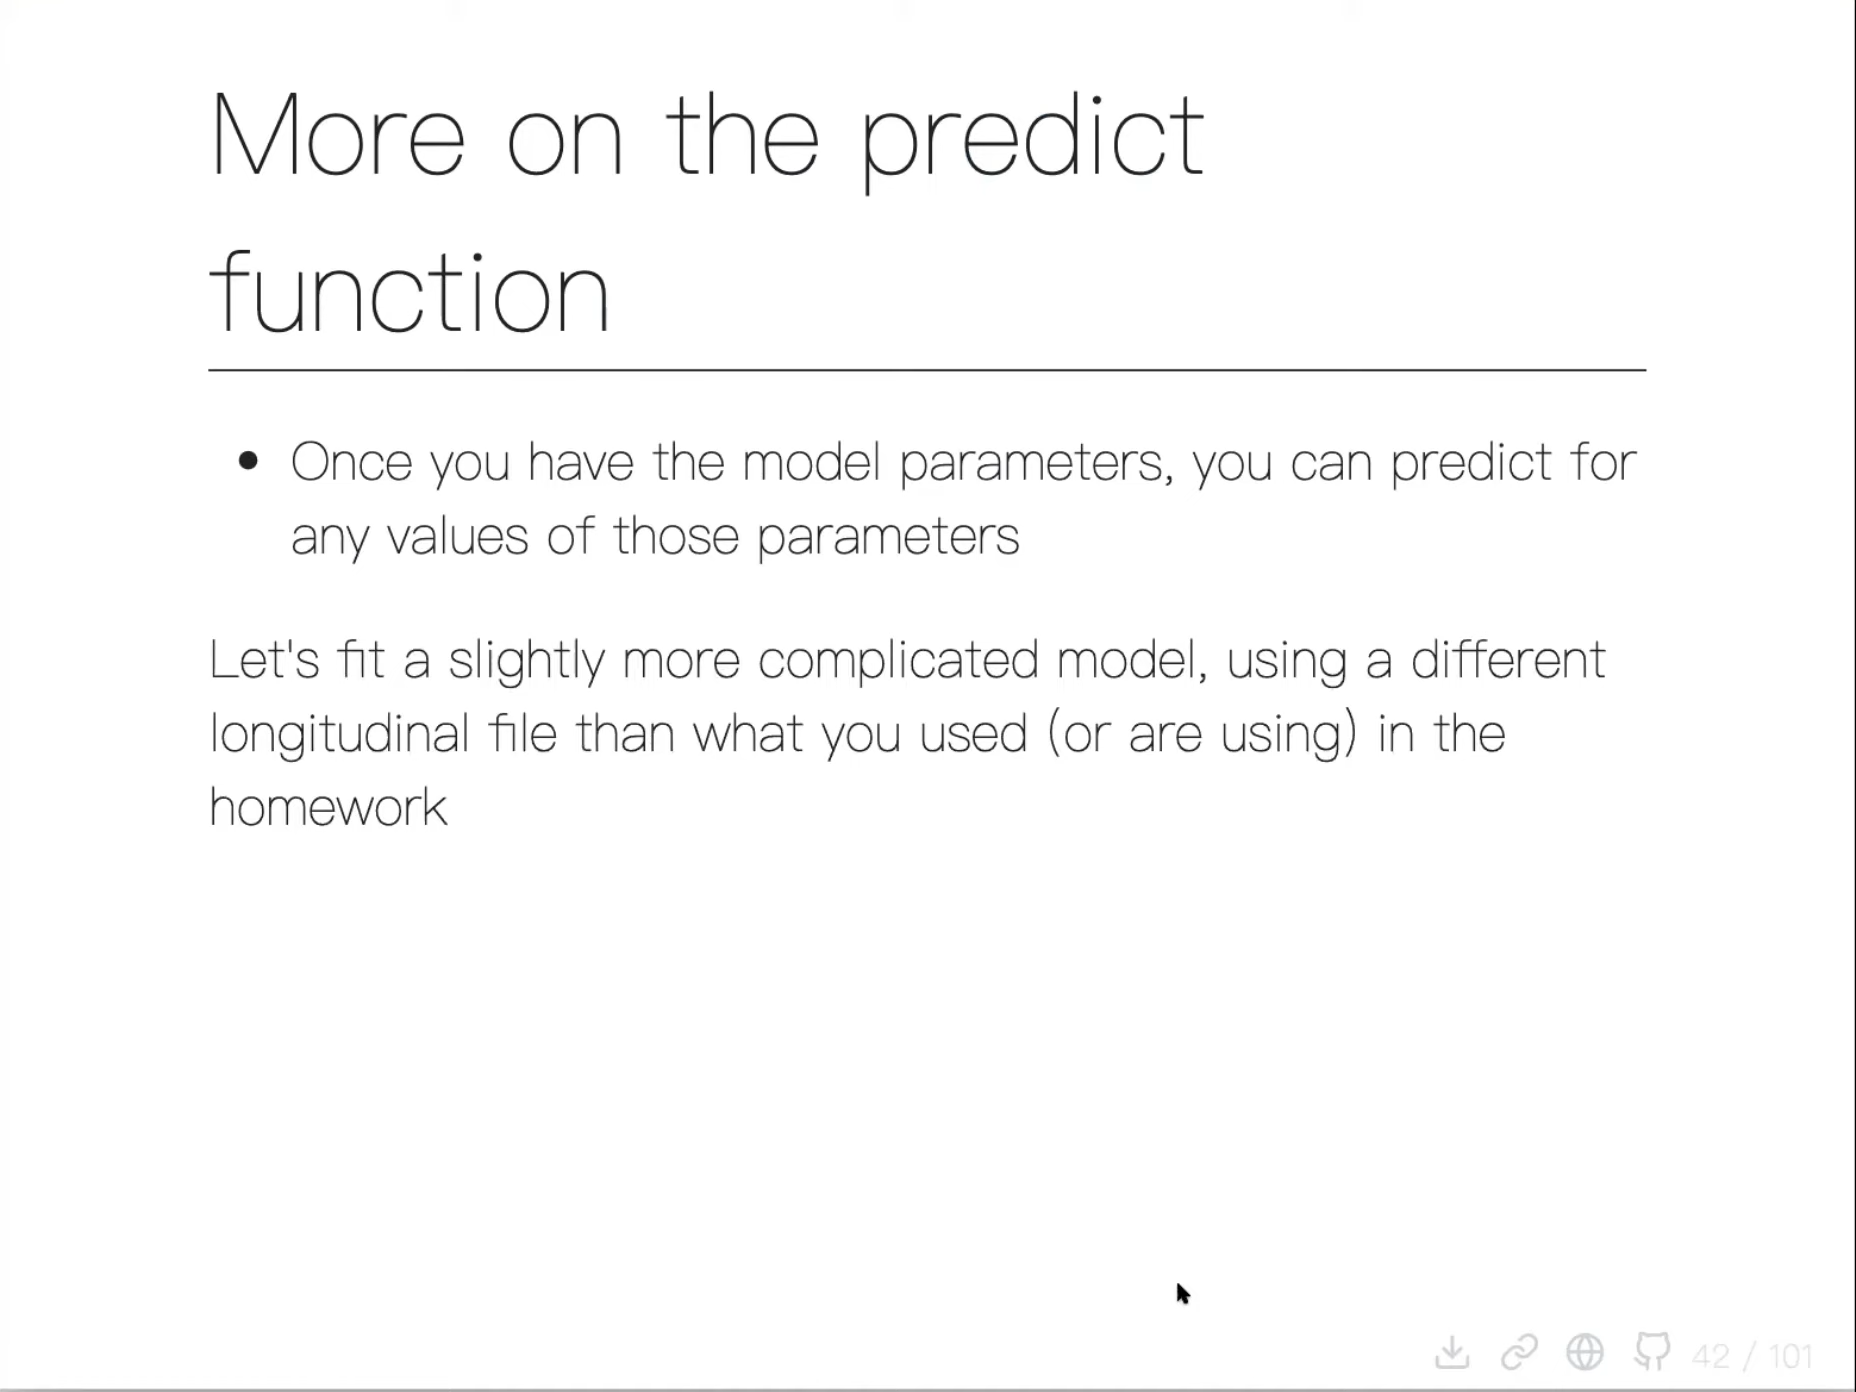 More on the predict
function
• Once you have the model parameters, you can predict for
any values of those parameters
Let's fit a slightly more complicated model, using a different
longitudinal file than what you used (or are using) in the
homework
42 / 101